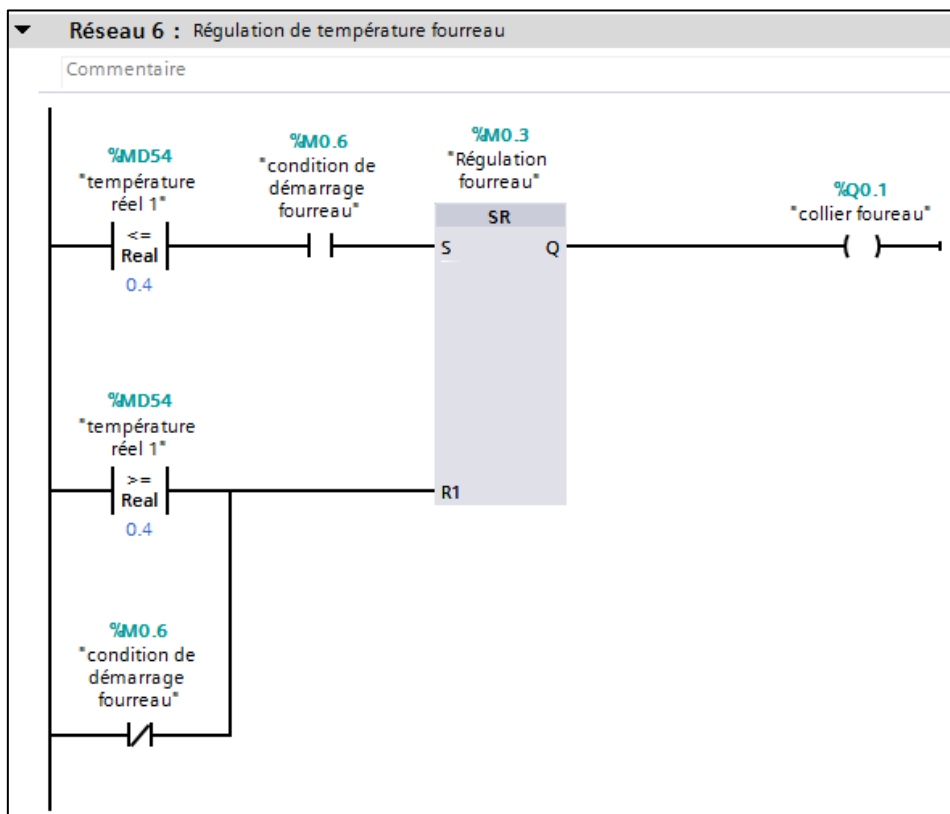 Réseau 6 : Régulation de température fourreau
Commentaire
%MD54
"température
réel 1"
<=
Real
0.4
%M0.6
"condition de
démarrage
fourreau"
%M0.3
"Régulation
fourreau"
SR
S
Q
R1
%Q0.1
"collier foureau"
%MD54
"température
réel 1"
>=
Real
0.4
%M0.6
"condition de
démarrage
fourreau"